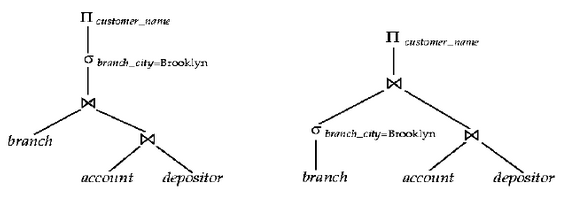 Π customer_name
σ branch_city=Brooklyn
⋈
branch
⋈
account depositor
Π customer_name
⋈
σ branch_city=Brooklyn
⋈
branch
account depositor